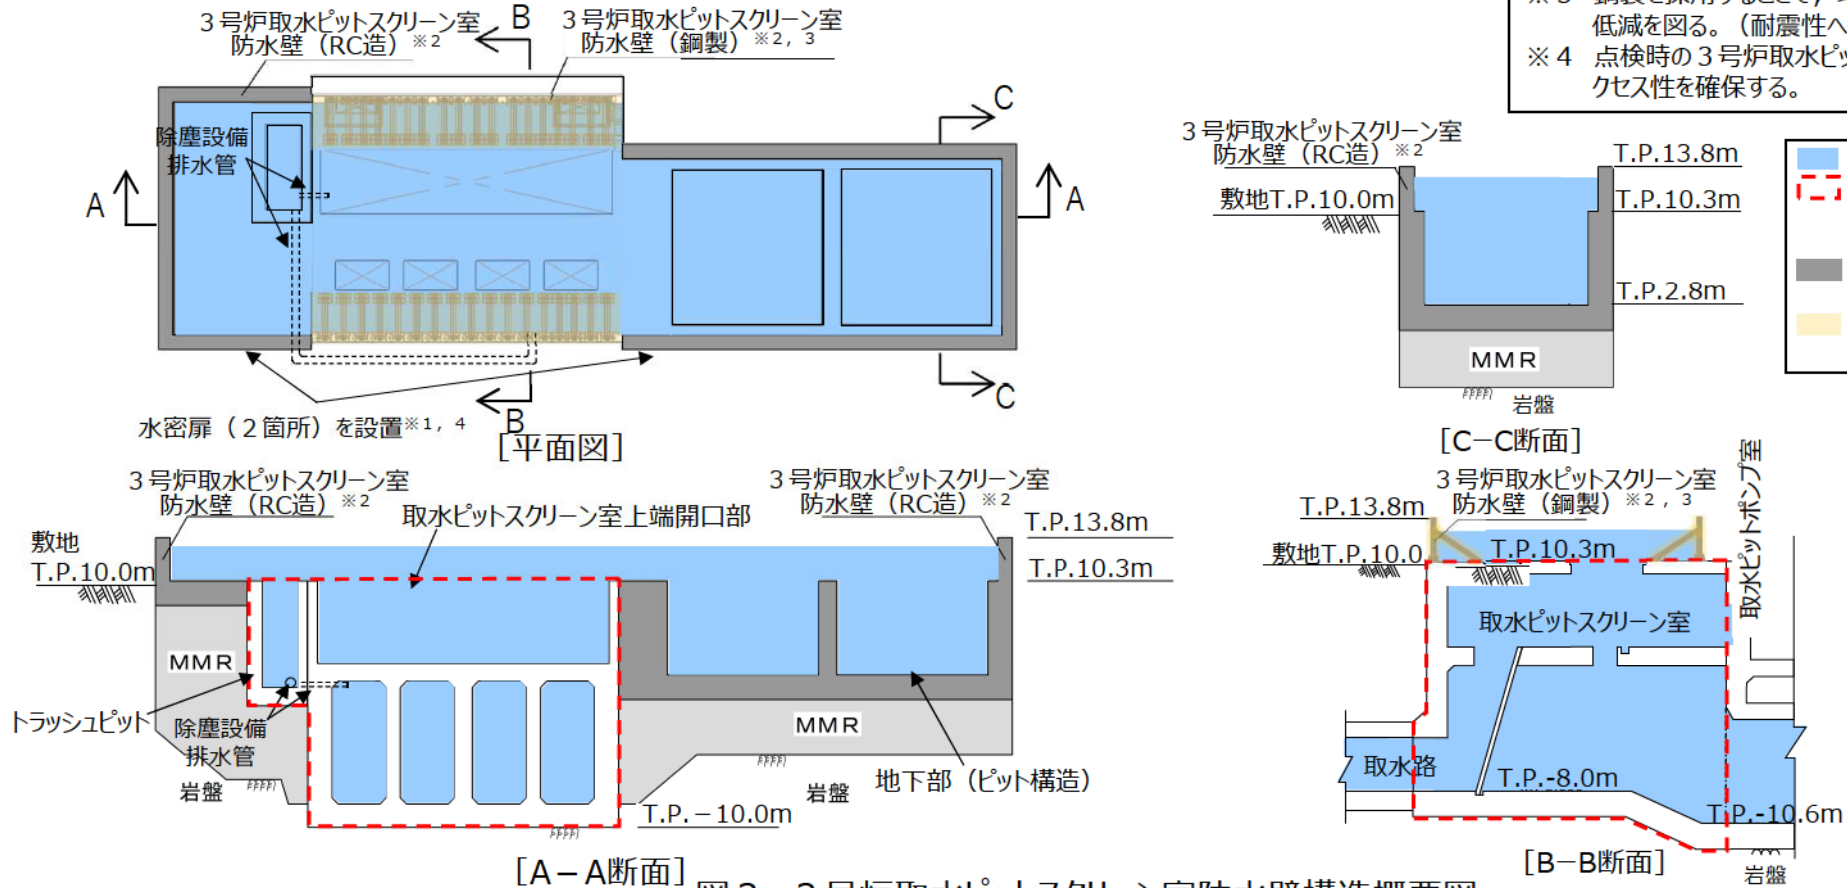 ３号炉取水ピットスクリーン室
防水壁（RC造）※2
B
３号炉取水ピットスクリーン室
防水壁（鋼製）※2，3
低減を図る。（耐震性へ
※４ 点検時の３号炉取水ピッ
クセス性を確保する。
除塵設備
排水管
A
A
C
C
B
水密扉（２箇所）を設置※1，4
[平面図]
３号炉取水ピットスクリーン室
防水壁（RC造）※2
T.P.13.8m
敷地T.P.10.0m
T.P.10.3m
T.P.2.8m
MMR
岩盤
[C－C断面]
３号炉取水ピットスクリーン室
防水壁（RC造）※2
取水ピットスクリーン室上端開口部
３号炉取水ピットスクリーン室
防水壁（RC造）※2
T.P.13.8m
敷地
T.P.10.0m
T.P.10.3m
MMR
トラッシュピット
除塵設備
排水管
岩盤
MMR
岩盤
地下部（ピット構造）
T.P.－10.0m
[A－A断面]
３号炉取水ピットスクリーン室
防水壁（鋼製）※2，3
T.P.13.8m
敷地T.P.10.0
T.P.10.3m
取水ピットポンプ室
取水ピットスクリーン室
取水路
T.P.-8.0m
T.P.-10.6m
[B－B断面]
岩盤